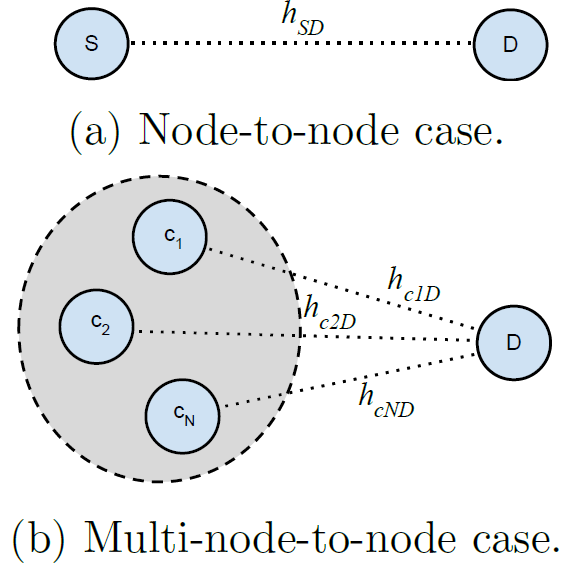 h_SD
S D
(a) Node-to-node case.
c_1
h_c1D
h_c2D
c_2
D
h_cND
c_N
(b) Multi-node-to-node case.